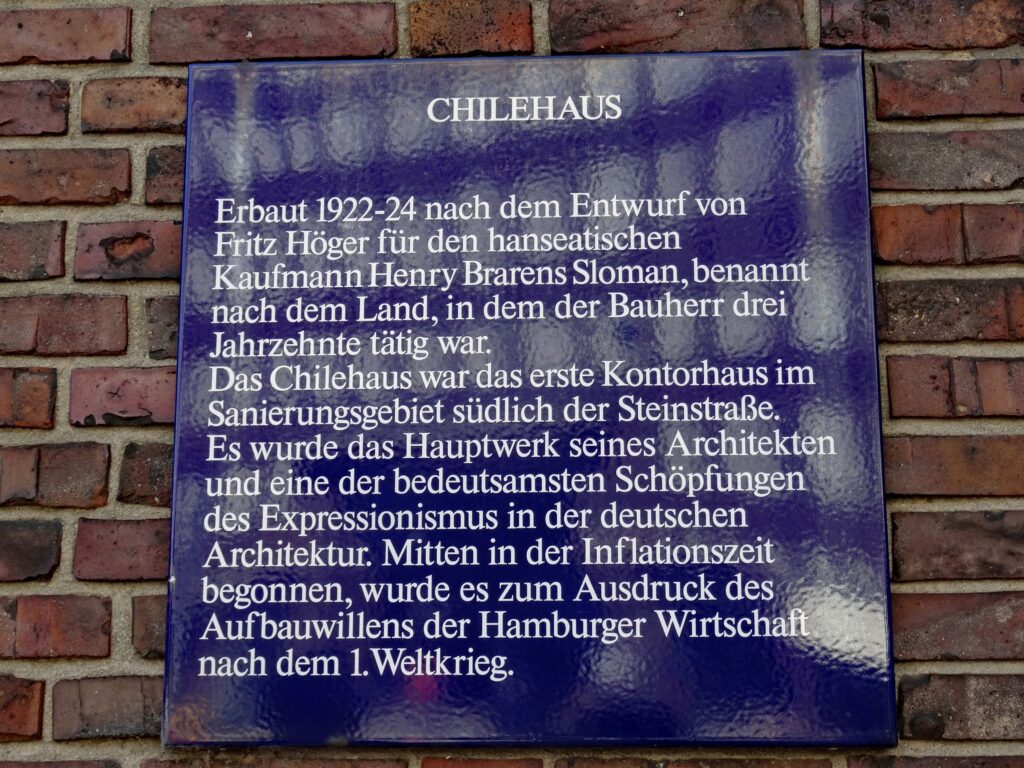 CHILEHAUS
Erbaut 1922-24 nach dem Entwurf von
Fritz Höger für den hanseatischen
Kaufmann Henry Brarens Sloman, benannt
nach dem Land, in dem der Bauherr drei
Jahrzehnte tätig war.
Das Chilehaus war das erste Kontorhaus im
Sanierungsgebiet südlich der Steinstraße.
Es wurde das Hauptwerk seines Architekten
und eine der bedeutsamsten Schöpfungen
des Expressionismus in der deutschen
Architektur. Mitten in der Inflationszeit
begonnen, wurde es zum Ausdruck des
Aufbauwillens der Hamburger Wirtschaft
nach dem 1.Weltkrieg.